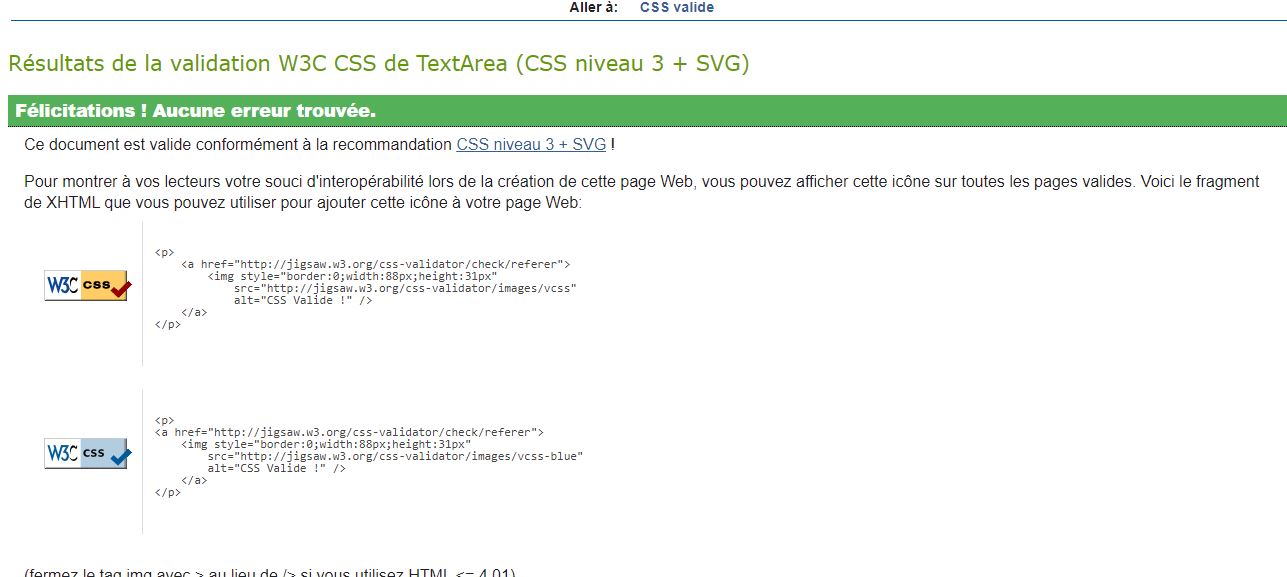 Aller à: CSS valide
Résultats de la validation W3C CSS de TextArea (CSS niveau 3 + SVG)
Félicitations ! Aucune erreur trouvée.
Ce document est valide conformément à la recommandation CSS niveau 3 + SVG !
Pour montrer à vos lecteurs votre souci d'interopérabilité lors de la création de cette page Web, vous pouvez afficher cette icône sur toutes les pages valides. Voici le fragment
de XHTML que vous pouvez utiliser pour ajouter cette icône à votre page Web:
W3C css
<p>
<a href="http://jigsaw.w3.org/css-validator/check/referer">
<img style="border:0;width:88px;height:31px"
src="http://jigsaw.w3.org/css-validator/images/vcss"
alt="CSS Valide !" />
</a>
</p>
W3C css
<p>
<a href="http://jigsaw.w3.org/css-validator/check/referer">
<img style="border:0;width:88px;height:31px"
src="http://jigsaw.w3.org/css-validator/images/vcss-blue"
alt="CSS Valide !" />
</a>
</p>
(fermez le tag img avec > au lieu de /> si vous utilisez HTML <= 4.01)